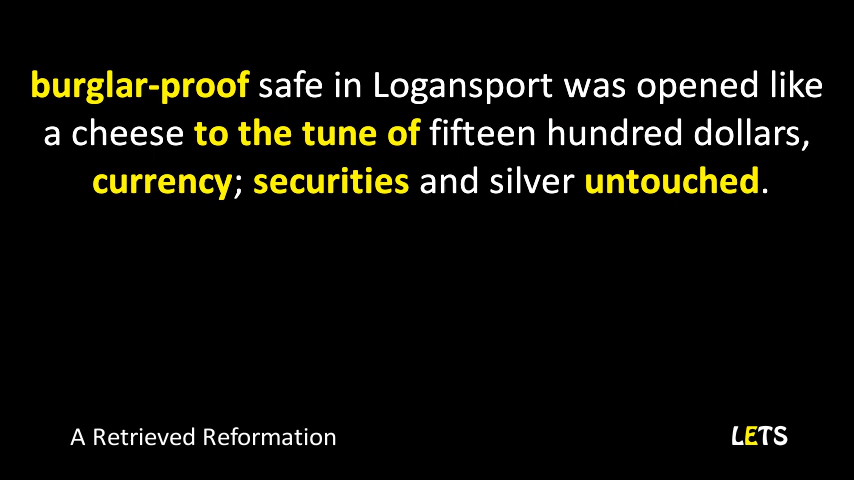 burglar-proof safe in Logansport was opened like
a cheese to the tune of fifteen hundred dollars,
currency; securities and silver untouched.
A Retrieved Reformation
LETS